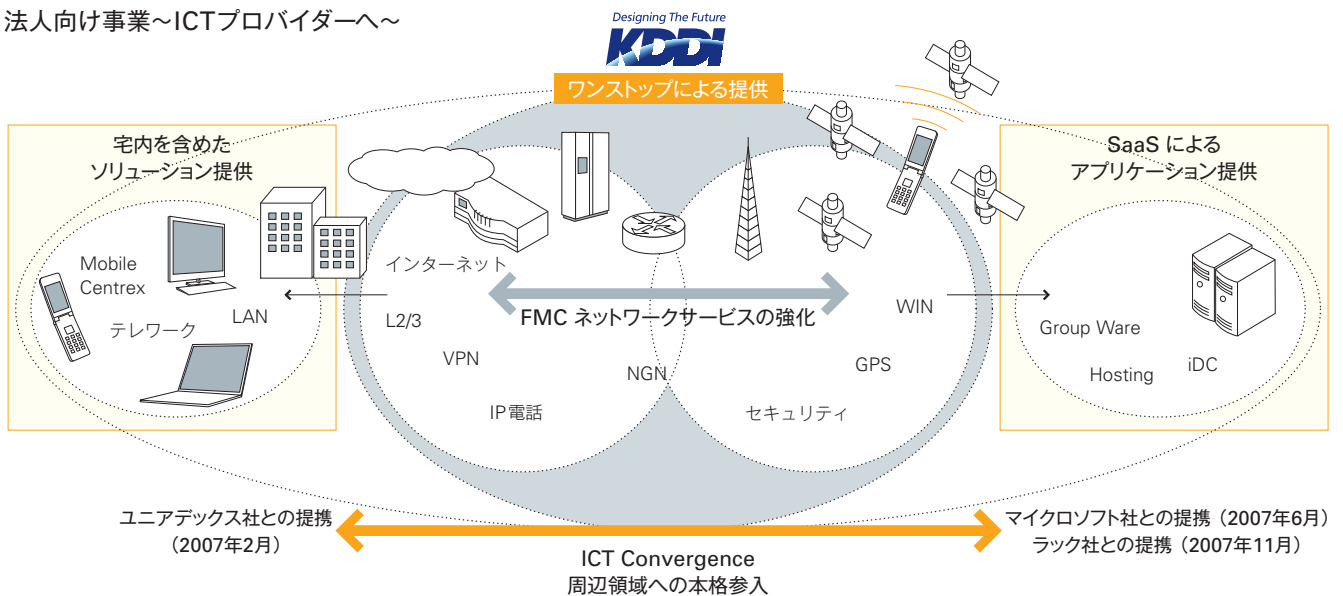 法人向け事業～ICTプロバイダーへ～
Designing The Future
KDDI
ワンストップによる提供
宅内を含めた
ソリューション提供
Mobile
Centrex
テレワーク
LAN
インターネット
L2/3
VPN
IP電話
FMC ネットワークサービスの強化
NGN
WIN
GPS
セキュリティ
SaaS による
アプリケーション提供
Group Ware
Hosting
iDC
ユニアデックス社との提携
（2007年2月）
ICT Convergence
周辺領域への本格参入
マイクロソフト社との提携（2007年6月）
ラック社との提携（2007年11月）